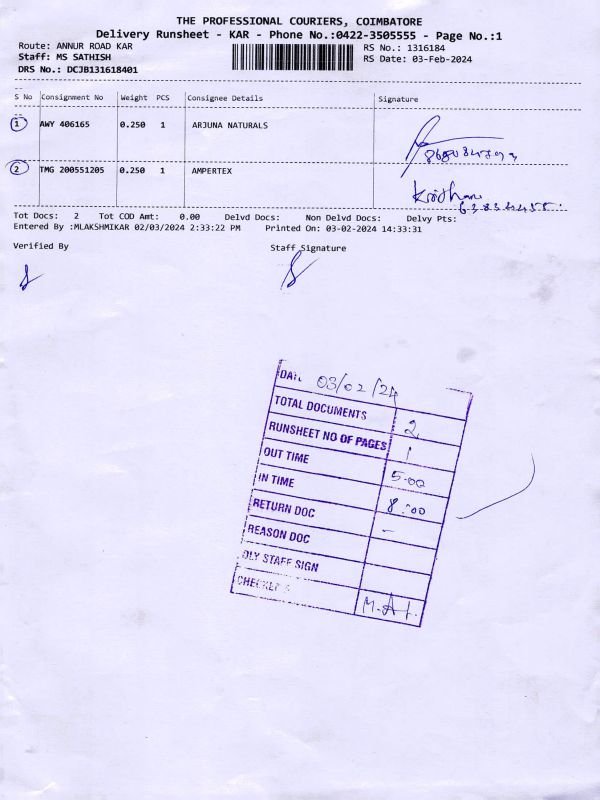 THE PROFESSIONAL COURIERS, COIMBATORE
Delivery Runsheet - KAR - Phone No.:0422-3505555 - Page No.:1
Route: ANNUR ROAD KAR
RS No.: 1316184
Staff: MS SATHISH
RS Date: 03-Feb-2024
DRS No.: DCJB131618401
S No Consignment No Weight PCS Consignee Details Signature
1 AWY 406165 0.250 1 ARJUNA NATURALS
2 TMG 200551205 0.250 1 AMPERTEX
Tot Docs: 2 Tot COD Amt: 0.00 Delvd Docs: Non Delvd Docs: Delvy Pts:
Entered By :MLAKSHMIKAR 02/03/2024 2:33:22 PM Printed On: 03-02-2024 14:33:31
Verified By Staff Signature
DATE 03/02/24
TOTAL DOCUMENTS 2
RUNSHEET NO OF PAGES 1
OUT TIME 5.00
IN TIME 8:00
RETURN DOC -
REASON DOC
DLY STAFF SIGN